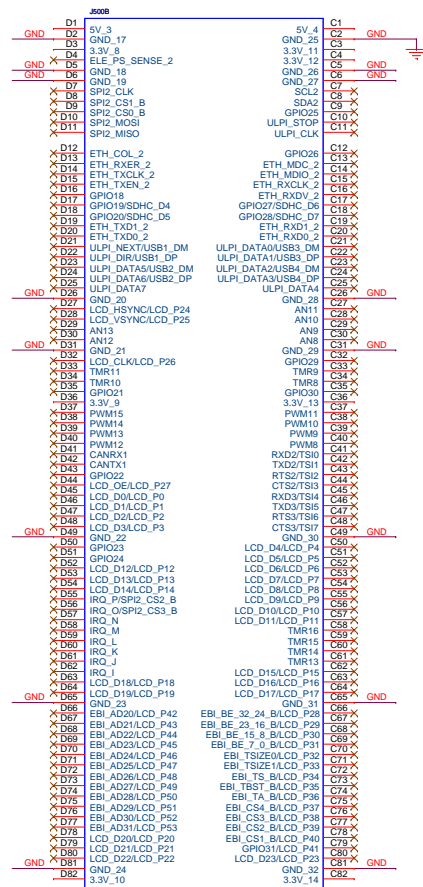 J500B
D1 5V_3 5V_4 C1
GND D2 GND_17 GND_25 C2 GND
D3 3.3V_8 3.3V_11 C3
D4 ELE_PS_SENSE_2 3.3V_12 C4
GND D5 GND_18 GND_26 C5 GND
GND D6 GND_19 GND_27 C6 GND
D7 SPI2_CLK SCL2 C7
D8 SPI2_CS1_B SDA2 C8
D9 SPI2_CS0_B GPIO25 C9
D10 SPI2_MOSI ULPI_STOP C10
D11 SPI2_MISO ULPI_CLK C11
D12 ETH_COL_2 GPIO26 C12
D13 ETH_RXER_2 ETH_MDC_2 C13
D14 ETH_TXCLK_2 ETH_MDIO_2 C14
D15 ETH_TXEN_2 ETH_RXCLK_2 C15
D16 GPIO18 ETH_RXDV_2 C16
D17 GPIO19/SDHC_D4 GPIO27/SDHC_D6 C17
D18 GPIO20/SDHC_D5 GPIO28/SDHC_D7 C18
D19 ETH_TXD1_2 ETH_RXD1_2 C19
D20 ETH_TXD0_2 ETH_RXD0_2 C20
D21 ULPI_NEXT/USB1_DM ULPI_DATA0/USB3_DM C21
D22 ULPI_DIR/USB1_DP ULPI_DATA1/USB3_DP C22
D23 ULPI_DATA5/USB2_DM ULPI_DATA2/USB4_DM C23
D24 ULPI_DATA6/USB2_DP ULPI_DATA3/USB4_DP C24
D25 ULPI_DATA7 ULPI_DATA4 C25
GND D26 GND_20 GND_28 C26 GND
D27 LCD_HSYNC/LCD_P24 AN11 C27
D28 LCD_VSYNC/LCD_P25 AN10 C28
D29 AN13 AN9 C29
D30 AN12 AN8 C30
GND D31 GND_21 GND_29 C31 GND
D32 LCD_CLK/LCD_P26 GPIO29 C32
D33 TMR11 TMR9 C33
D34 TMR10 TMR8 C34
D35 GPIO21 GPIO30 C35
D36 3.3V_9 3.3V_13 C36
D37 PWM15 PWM11 C37
D38 PWM14 PWM10 C38
D39 PWM13 PWM9 C39
D40 PWM12 PWM8 C40
D41 CANRX1 RXD2/TSI0 C41
D42 CANTX1 TXD2/TSI1 C42
D43 GPIO22 RTS2/TSI2 C43
D44 LCD_OE/LCD_P27 CTS2/TSI3 C44
D45 LCD_D0/LCD_P0 RXD3/TSI4 C45
D46 LCD_D1/LCD_P1 TXD3/TSI5 C46
D47 LCD_D2/LCD_P2 RTS3/TSI6 C47
D48 LCD_D3/LCD_P3 CTS3/TSI7 C48
GND D49 GND_22 GND_30 C49 GND
D50 GPIO23 LCD_D4/LCD_P4 C50
D51 GPIO24 LCD_D5/LCD_P5 C51
D52 LCD_D12/LCD_P12 LCD_D6/LCD_P6 C52
D53 LCD_D13/LCD_P13 LCD_D7/LCD_P7 C53
D54 LCD_D14/LCD_P14 LCD_D8/LCD_P8 C54
D55 IRQ_P/SPI2_CS2_B LCD_D9/LCD_P9 C55
D56 IRQ_O/SPI2_CS3_B LCD_D10/LCD_P10 C56
D57 IRQ_N LCD_D11/LCD_P11 C57
D58 IRQ_M TMR16 C58
D59 IRQ_L TMR15 C59
D60 IRQ_K TMR14 C60
D61 IRQ_J TMR13 C61
D62 IRQ_I LCD_D15/LCD_P15 C62
D63 LCD_D18/LCD_P18 LCD_D16/LCD_P16 C63
D64 LCD_D19/LCD_P19 LCD_D17/LCD_P17 C64
GND D65 GND_23 GND_31 C65 GND
D66 EBI_AD20/LCD_P42 EBI_BE_32_24_B/LCD_P28 C66
D67 EBI_AD21/LCD_P43 EBI_BE_23_16_B/LCD_P29 C67
D68 EBI_AD22/LCD_P44 EBI_BE_15_8_B/LCD_P30 C68
D69 EBI_AD23/LCD_P45 EBI_BE_7_0_B/LCD_P31 C69
D70 EBI_AD24/LCD_P46 EBI_TSIZE0/LCD_P32 C70
D71 EBI_AD25/LCD_P47 EBI_TSIZE1/LCD_P33 C71
D72 EBI_AD26/LCD_P48 EBI_TS_B/LCD_P34 C72
D73 EBI_AD27/LCD_P49 EBI_TBST_B/LCD_P35 C73
D74 EBI_AD28/LCD_P50 EBI_TA_B/LCD_P36 C74
D75 EBI_AD29/LCD_P51 EBI_CS4_B/LCD_P37 C75
D76 EBI_AD30/LCD_P52 EBI_CS3_B/LCD_P38 C76
D77 EBI_AD31/LCD_P53 EBI_CS2_B/LCD_P39 C77
D78 LCD_D20/LCD_P20 EBI_CS1_B/LCD_P40 C78
D79 LCD_D21/LCD_P21 GPIO31/LCD_P41 C79
D80 LCD_D22/LCD_P22 LCD_D23/LCD_P23 C80
GND D81 GND_24 GND_32 C81 GND
D82 3.3V_10 3.3V_14 C82